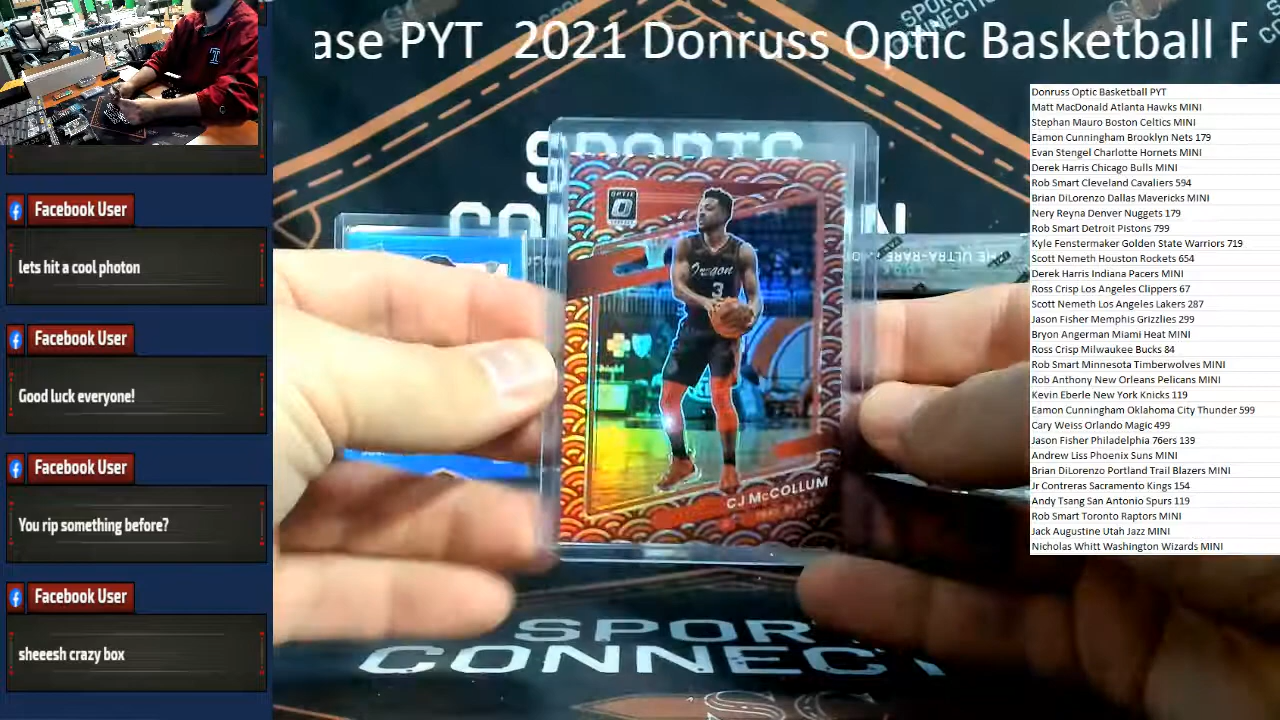 ase PYT 2021 Donruss Optic Basketball F
Facebook User
lets hit a cool photon
Facebook User
Good luck everyone!
Facebook User
You rip something before?
Facebook User
sheeesh crazy box
SPORTS
CONNECTION
OPTIC
Oregon
3
CJ McCOLLUM
THE ULTRA-RARE
SPORTS
CONNECT
SC
Donruss Optic Basketball PYT
Matt MacDonald Atlanta Hawks MINI
Stephan Mauro Boston Celtics MINI
Eamon Cunningham Brooklyn Nets 179
Evan Stengel Charlotte Hornets MINI
Derek Harris Chicago Bulls MINI
Rob Smart Cleveland Cavaliers 594
Brian DiLorenzo Dallas Mavericks MINI
Nery Reyna Denver Nuggets 179
Rob Smart Detroit Pistons 799
Kyle Fenstermaker Golden State Warriors 719
Scott Nemeth Houston Rockets 654
Derek Harris Indiana Pacers MINI
Ross Crisp Los Angeles Clippers 67
Scott Nemeth Los Angeles Lakers 287
Jason Fisher Memphis Grizzlies 299
Bryon Angerman Miami Heat MINI
Ross Crisp Milwaukee Bucks 84
Rob Smart Minnesota Timberwolves MINI
Rob Anthony New Orleans Pelicans MINI
Kevin Eberle New York Knicks 119
Eamon Cunningham Oklahoma City Thunder 599
Cary Weiss Orlando Magic 499
Jason Fisher Philadelphia 76ers 139
Andrew Liss Phoenix Suns MINI
Brian DiLorenzo Portland Trail Blazers MINI
Jr Contreras Sacramento Kings 154
Andy Tsang San Antonio Spurs 119
Rob Smart Toronto Raptors MINI
Jack Augustine Utah Jazz MINI
Nicholas Whitt Washington Wizards MINI